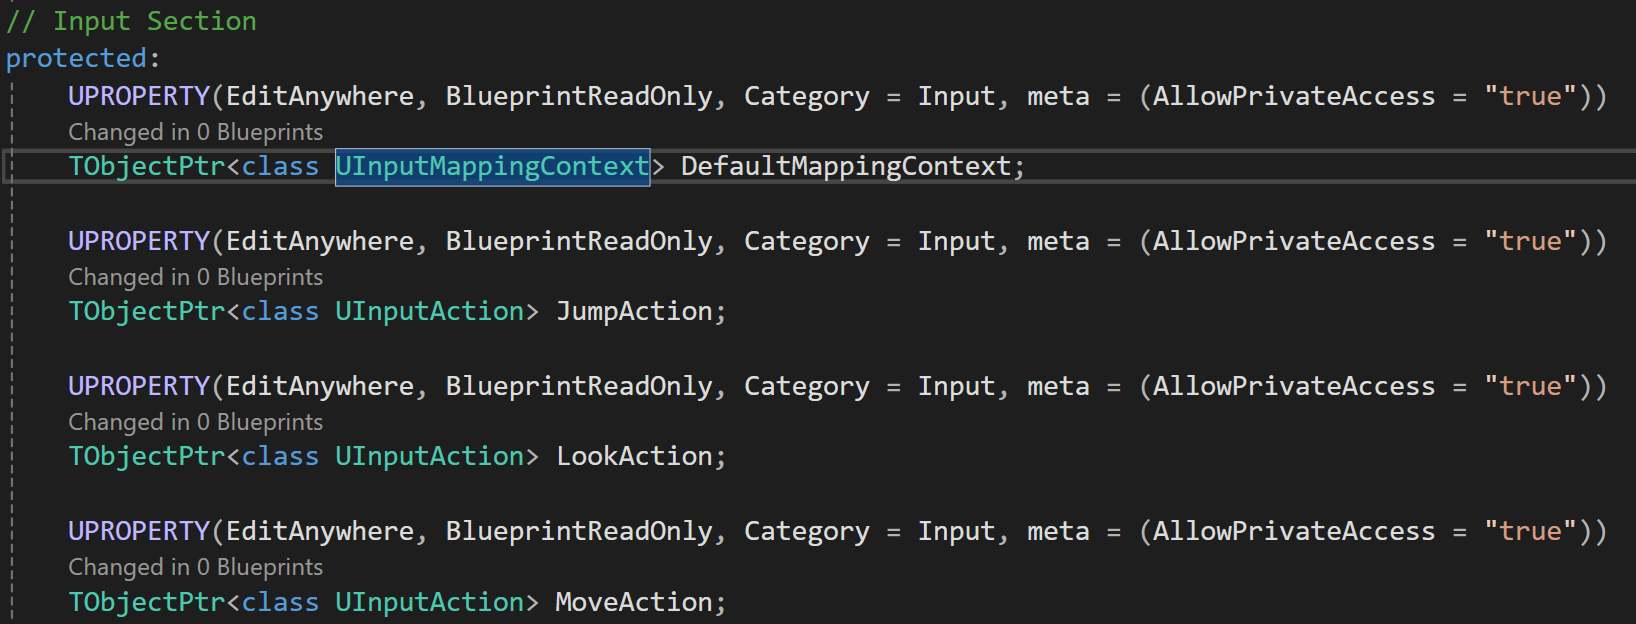 // Input Section
protected:
UPROPERTY(EditAnywhere, BlueprintReadOnly, Category = Input, meta = (AllowPrivateAccess = "true"))
Changed in 0 Blueprints
TObjectPtr<class UInputMappingContext> DefaultMappingContext;
UPROPERTY(EditAnywhere, BlueprintReadOnly, Category = Input, meta = (AllowPrivateAccess = "true"))
Changed in 0 Blueprints
TObjectPtr<class UInputAction> JumpAction;
UPROPERTY(EditAnywhere, BlueprintReadOnly, Category = Input, meta = (AllowPrivateAccess = "true"))
Changed in 0 Blueprints
TObjectPtr<class UInputAction> LookAction;
UPROPERTY(EditAnywhere, BlueprintReadOnly, Category = Input, meta = (AllowPrivateAccess = "true"))
Changed in 0 Blueprints
TObjectPtr<class UInputAction> MoveAction;